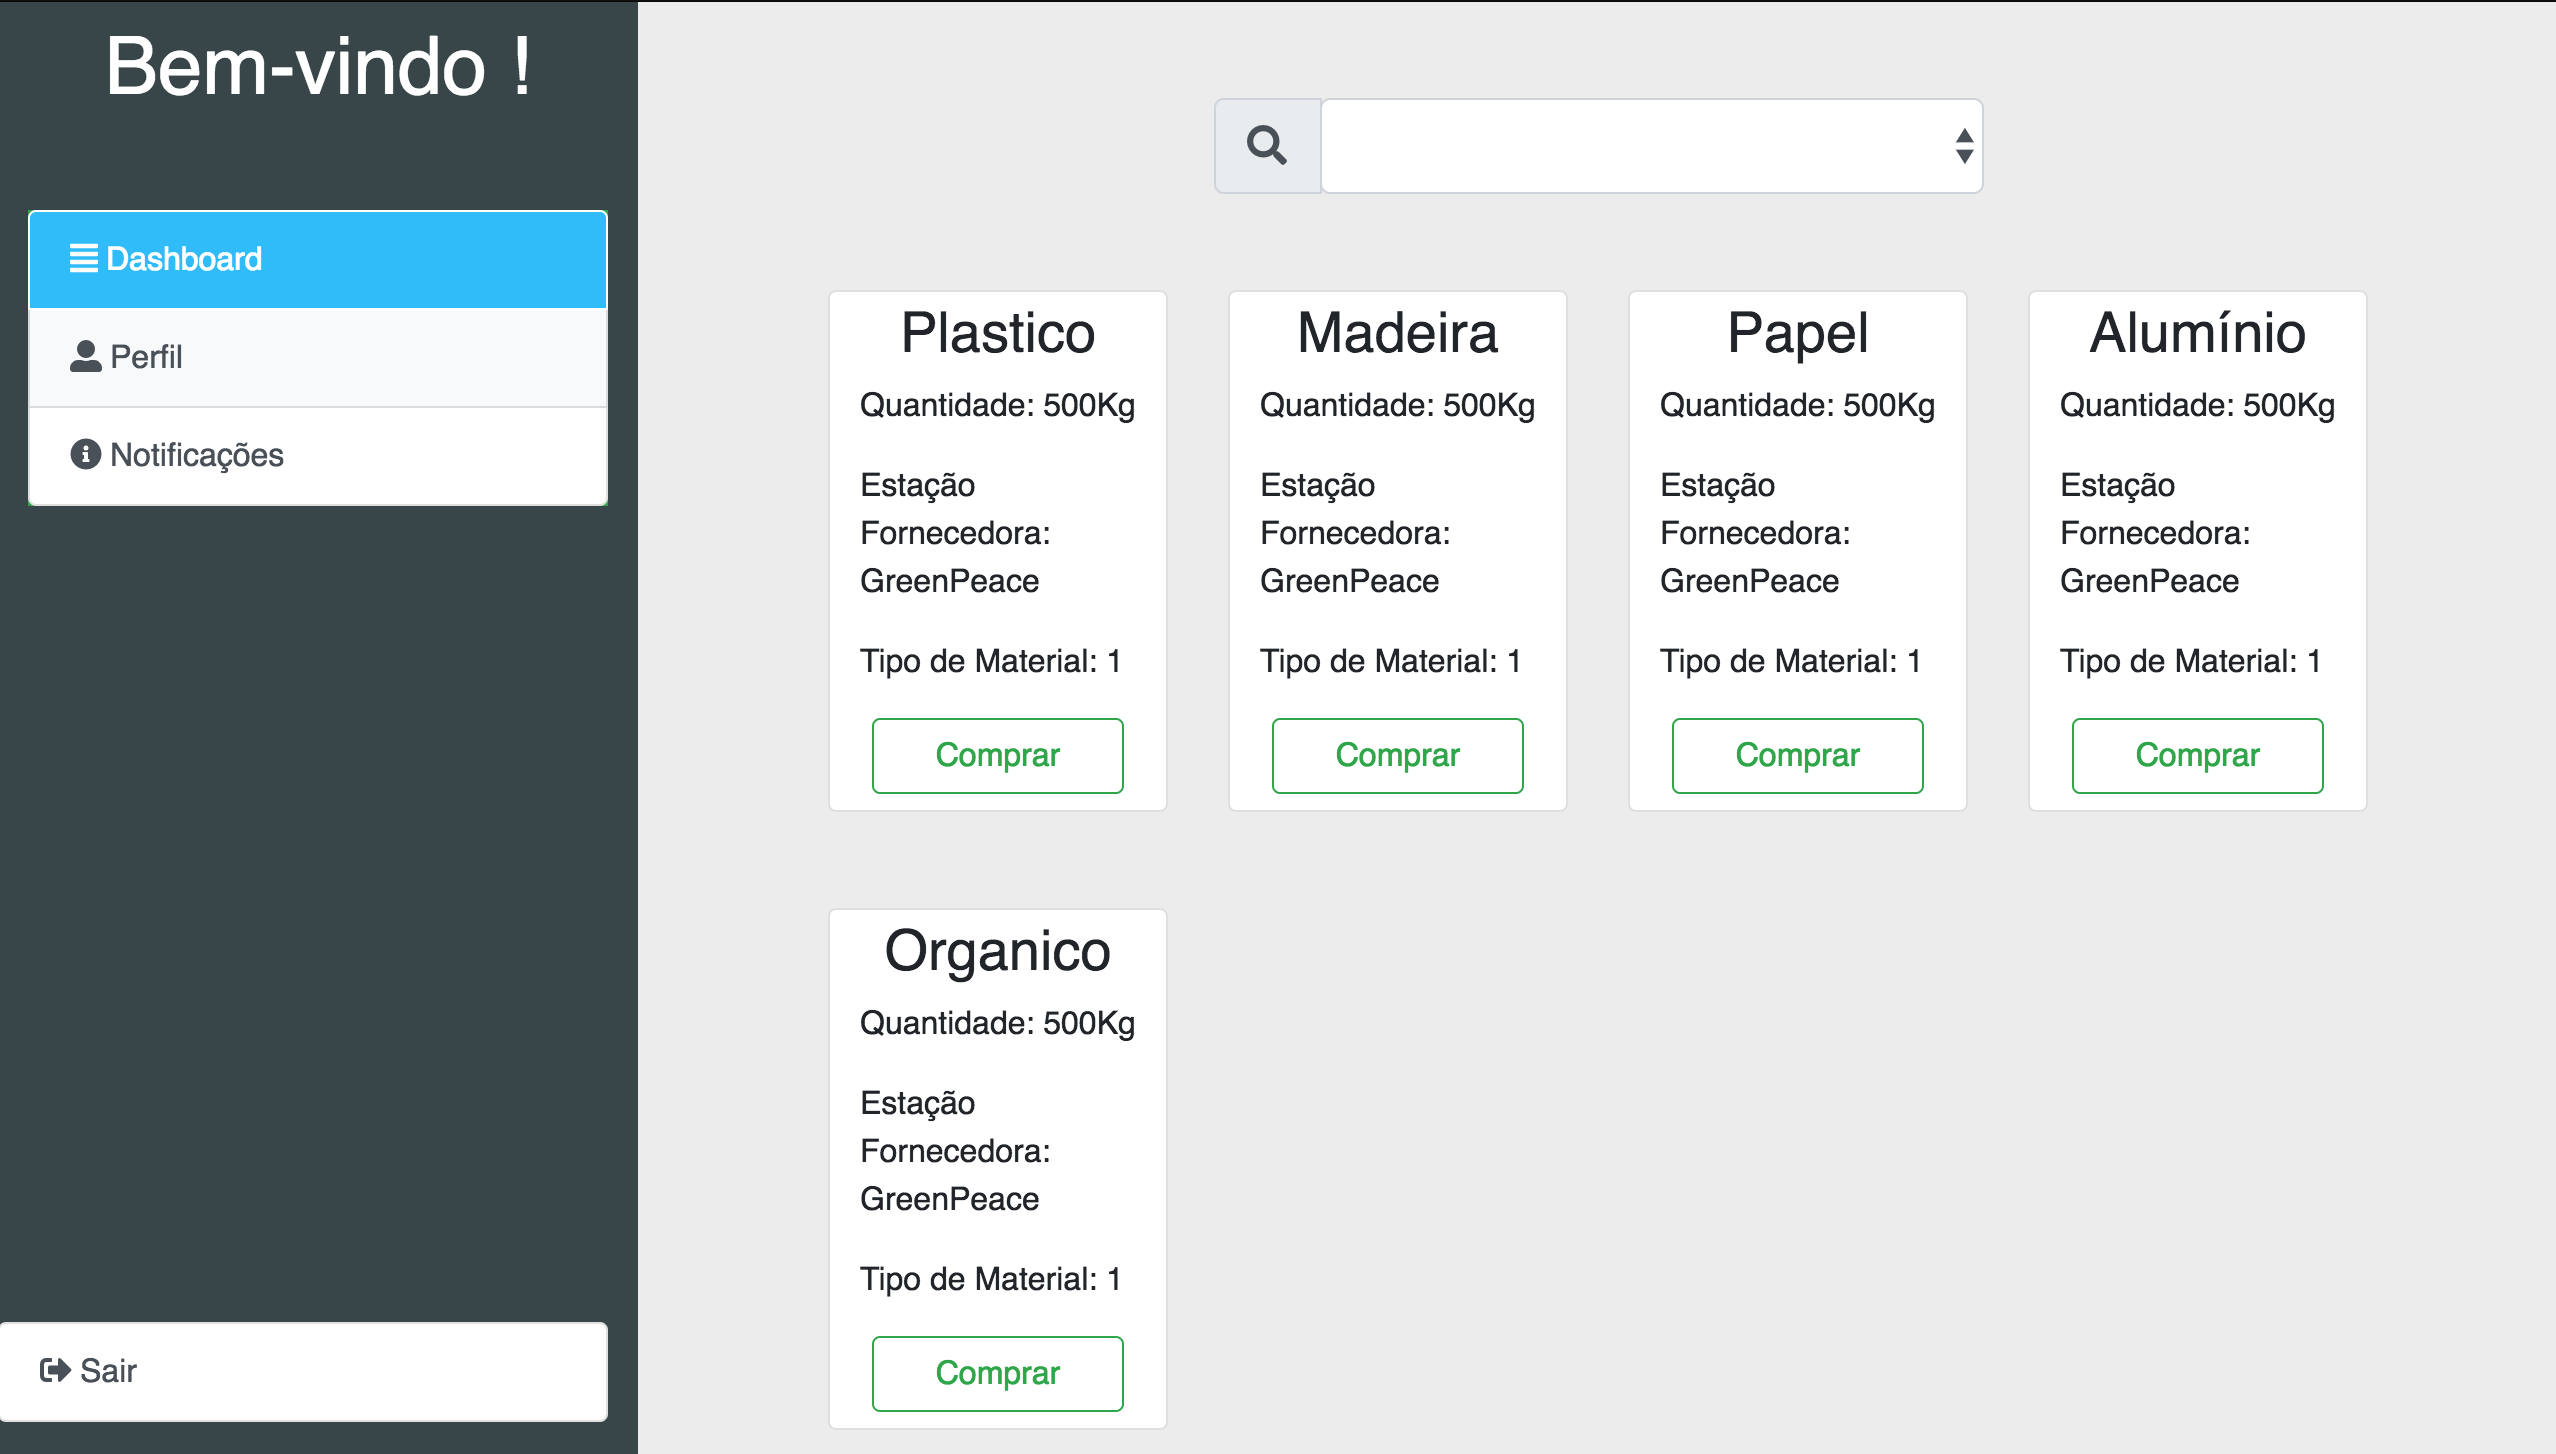 Bem-vindo !
Dashboard
Perfil
Notificações
Sair
Plastico
Quantidade: 500Kg
Estação
Fornecedora:
GreenPeace
Tipo de Material: 1
Comprar
Madeira
Quantidade: 500Kg
Estação
Fornecedora:
GreenPeace
Tipo de Material: 1
Comprar
Papel
Quantidade: 500Kg
Estação
Fornecedora:
GreenPeace
Tipo de Material: 1
Comprar
Alumínio
Quantidade: 500Kg
Estação
Fornecedora:
GreenPeace
Tipo de Material: 1
Comprar
Organico
Quantidade: 500Kg
Estação
Fornecedora:
GreenPeace
Tipo de Material: 1
Comprar